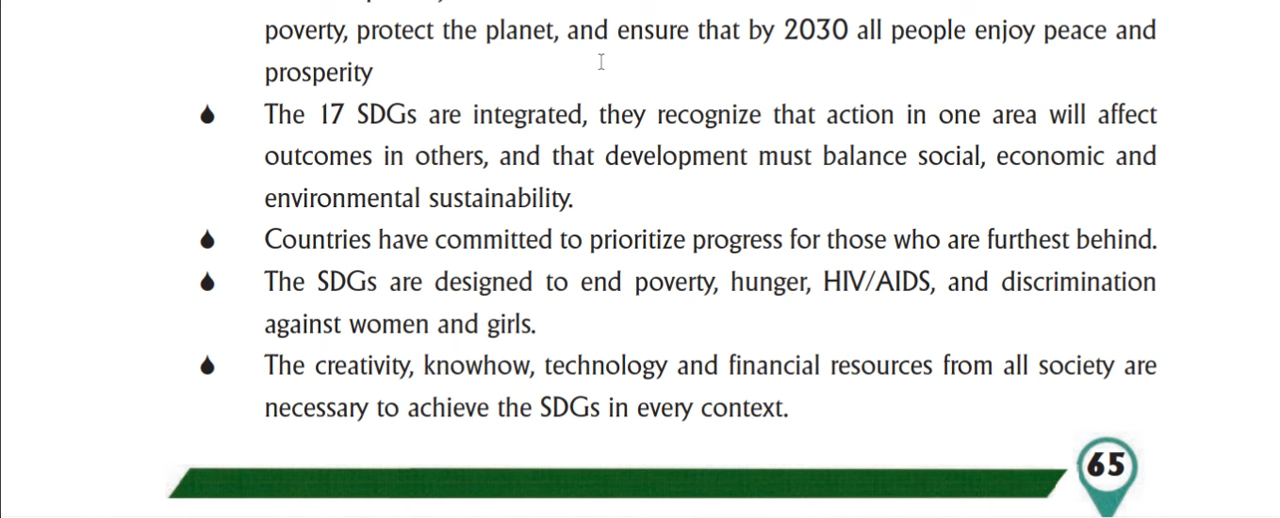 poverty, protect the planet, and ensure that by 2030 all people enjoy peace and
prosperity
The 17 SDGs are integrated, they recognize that action in one area will affect
outcomes in others, and that development must balance social, economic and
environmental sustainability.
Countries have committed to prioritize progress for those who are furthest behind.
The SDGs are designed to end poverty, hunger, HIV/AIDS, and discrimination
against women and girls.
The creativity, knowhow, technology and financial resources from all society are
necessary to achieve the SDGs in every context.
65